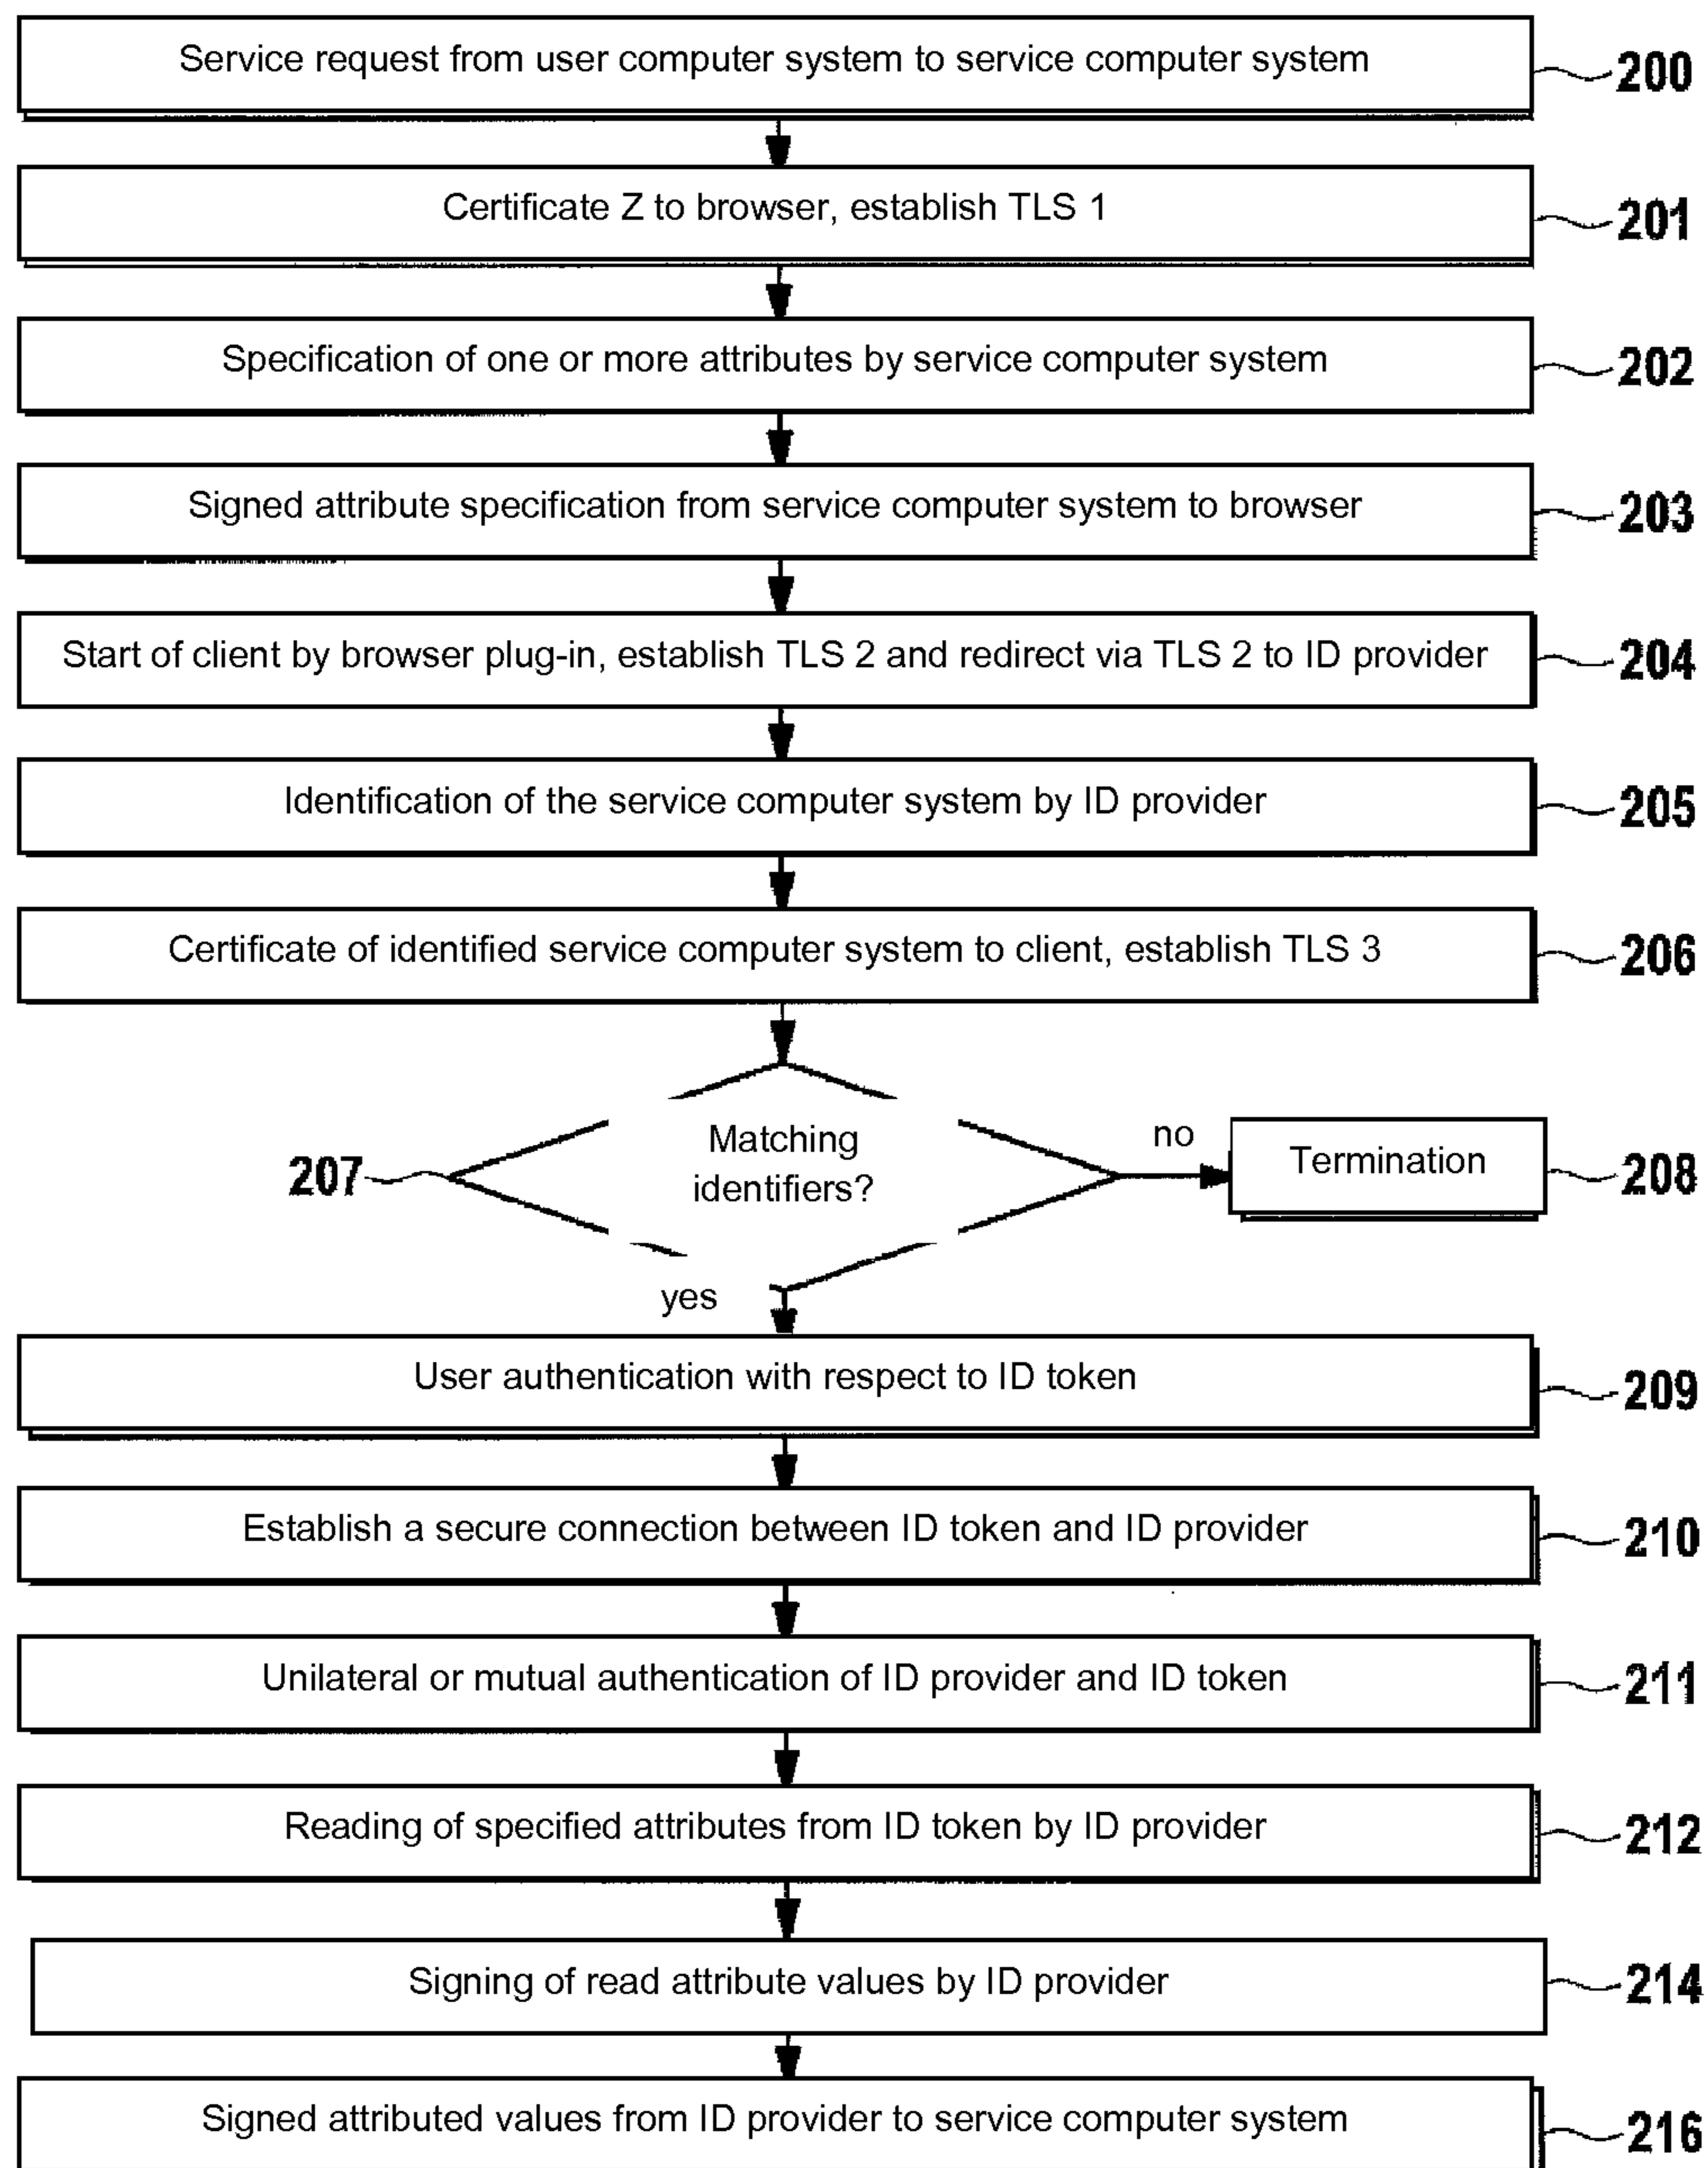 Service request from user computer system to service computer system
200
Certificate Z to browser, establish TLS 1
201
Specification of one or more attributes by service computer system
202
Signed attribute specification from service computer system to browser
203
Start of client by browser plug-in, establish TLS 2 and redirect via TLS 2 to ID provider
204
Identification of the service computer system by ID provider
205
Certificate of identified service computer system to client, establish TLS 3
206
Matching
identifiers?
207
no
Termination
208
yes
User authentication with respect to ID token
209
Establish a secure connection between ID token and ID provider
210
Unilateral or mutual authentication of ID provider and ID token
211
Reading of specified attributes from ID token by ID provider
212
Signing of read attribute values by ID provider
214
Signed attributed values from ID provider to service computer system
216